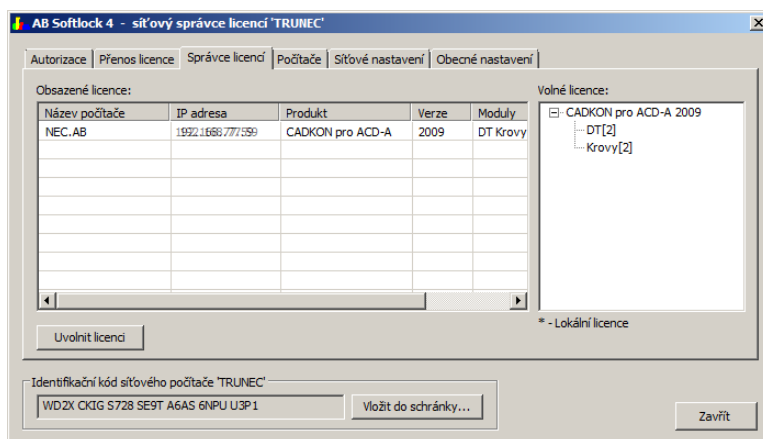 AB Softlock 4 - síťový správce licencí 'TRUNEC'
Autorizace Přenos licence Správce licencí Počítače Síťové nastavení Obecné nastavení
Obsazené licence: Volné licence:
Název počítače IP adresa Produkt Verze Moduly
NEC.AB CADKON pro ACD-A 2009 DT Krovy
CADKON pro ACD-A 2009
DT[2]
Krovy[2]
* - Lokální licence
Uvolnit licenci
Identifikační kód síťového počítače 'TRUNEC'
WD2X CKIG S728 SE9T A6AS 6NPU U3P1 Vložit do schránky... Zavřít